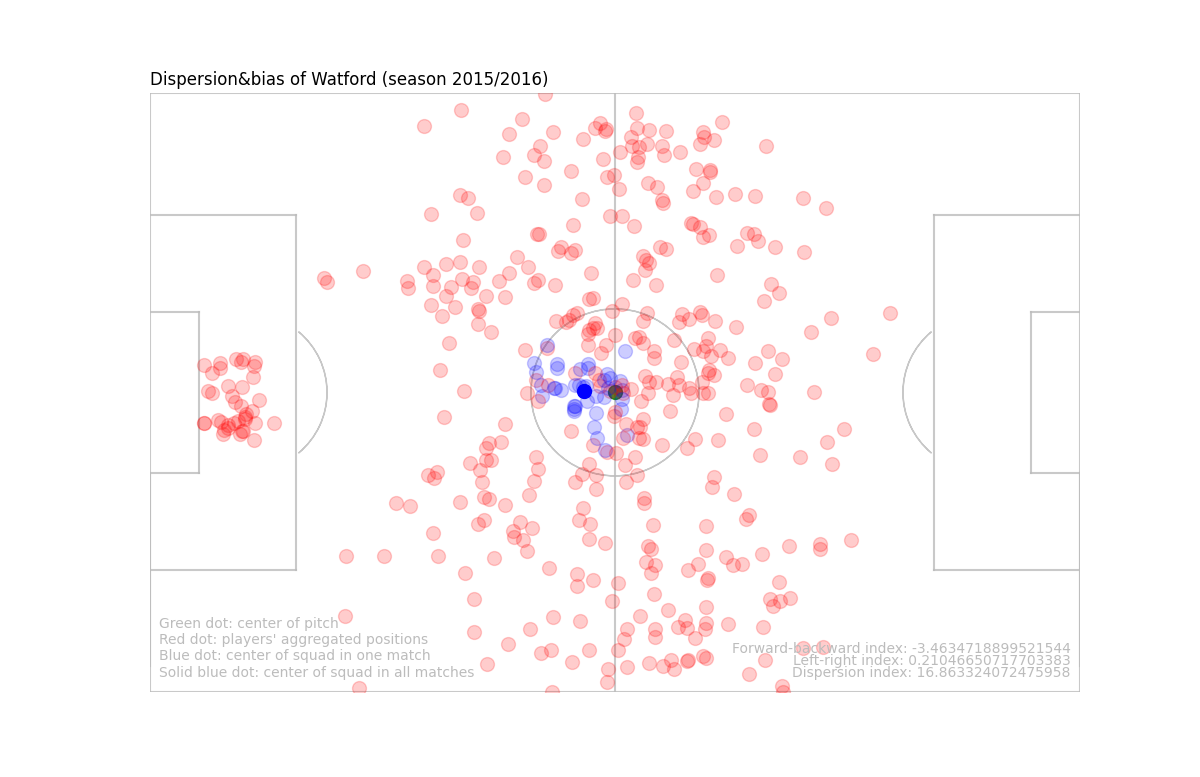 Dispersion&bias of Watford (season 2015/2016)
Green dot: center of pitch
Red dot: players' aggregated positions
Blue dot: center of squad in one match
Solid blue dot: center of squad in all matches
Forward-backward index: -3.4634718899521544
Left-right index: 0.21046650717703383
Dispersion index: 16.863324072475958